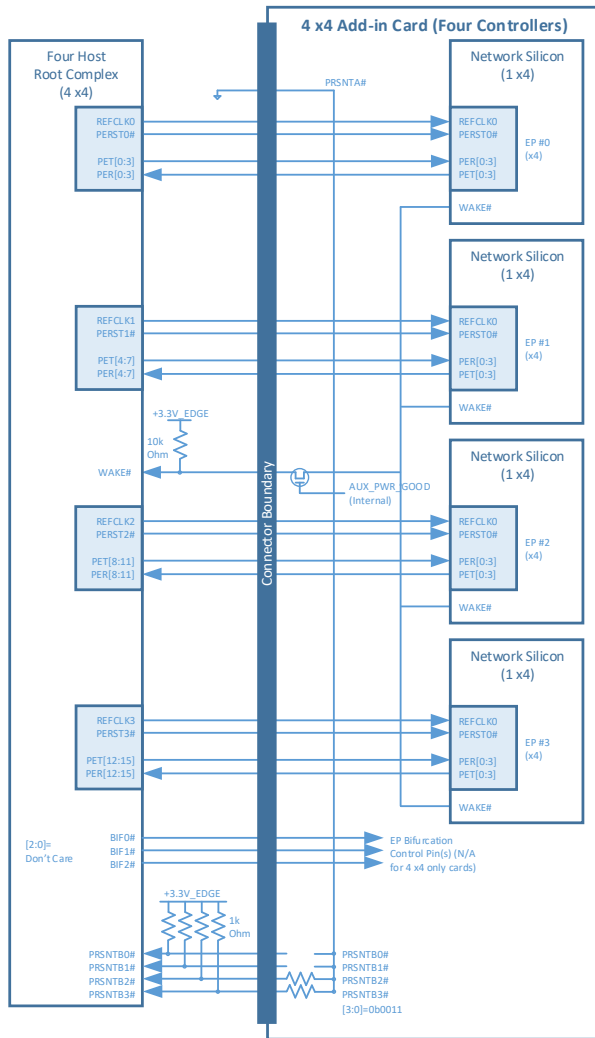 4 x4 Add-in Card (Four Controllers)
Four Host
Root Complex
(4 x4)
PRSNTA#
Network Silicon
(1 x4)
REFCLK0
PERST0#
PET[0:3]
PER[0:3]
REFCLK0
PERST0#
PER[0:3]
PET[0:3]
EP #0
(x4)
WAKE#
Network Silicon
(1 x4)
REFCLK1
PERST1#
PET[4:7]
PER[4:7]
REFCLK0
PERST0#
PER[0:3]
PET[0:3]
EP #1
(x4)
WAKE#
+3.3V_EDGE
10k
Ohm
WAKE#
Connector Boundary
AUX_PWR_GOOD
(Internal)
Network Silicon
(1 x4)
REFCLK2
PERST2#
PET[8:11]
PER[8:11]
REFCLK0
PERST0#
PER[0:3]
PET[0:3]
EP #2
(x4)
WAKE#
Network Silicon
(1 x4)
REFCLK3
PERST3#
PET[12:15]
PER[12:15]
REFCLK0
PERST0#
PER[0:3]
PET[0:3]
EP #3
(x4)
WAKE#
[2:0]=
Don't Care
BIF0#
BIF1#
BIF2#
EP Bifurcation
Control Pin(s) (N/A
for 4 x4 only cards)
+3.3V_EDGE
1k
Ohm
PRSNTB0#
PRSNTB1#
PRSNTB2#
PRSNTB3#
PRSNTB0#
PRSNTB1#
PRSNTB2#
PRSNTB3#
[3:0]=0b0011